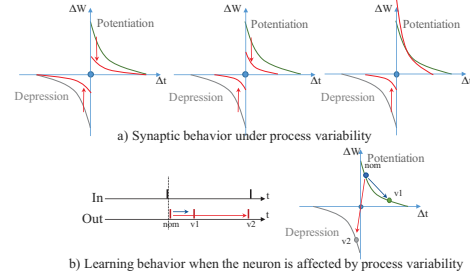 ΔW ΔW ΔW
Potentiation Potentiation Potentiation
Δt Δt Δt
Depression Depression Depression
a) Synaptic behavior under process variability
ΔW
Potentiation
nom
In t
v1
Δt
Out t
nom v1 v2
Depression
v2
b) Learning behavior when the neuron is affected by process variability